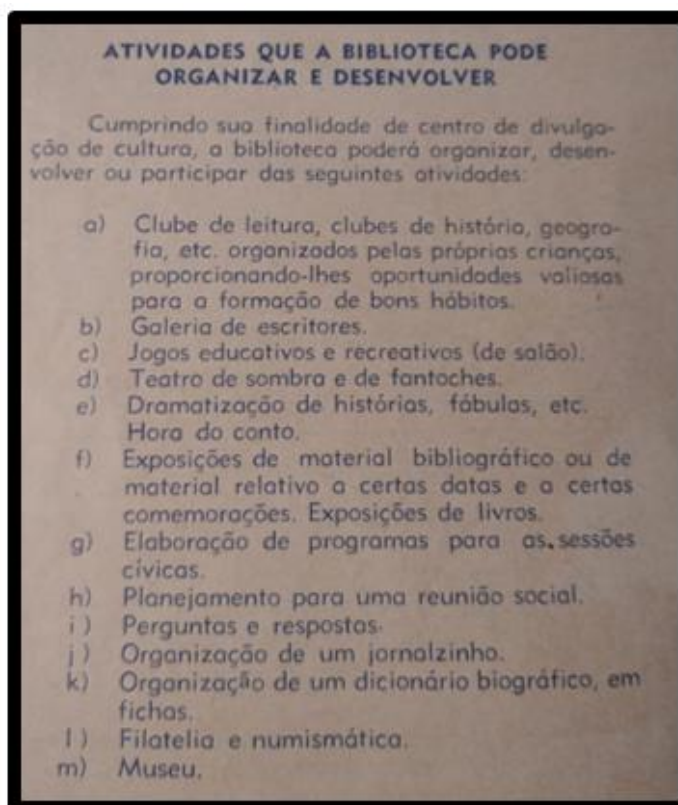 ATIVIDADES QUE A BIBLIOTECA PODE
ORGANIZAR E DESENVOLVER
Cumprindo sua finalidade de centro de divulga-
ção de cultura, a biblioteca poderá organizar, desen-
volver ou participar das seguintes atividades:
a) Clube de leitura, clubes de história, geogra-
fia, etc. organizados pelas próprias crianças,
proporcionando-lhes oportunidades valiosas
para a formação de bons hábitos.
b) Galeria de escritores.
c) Jogos educativos e recreativos (de salão).
d) Teatro de sombra e de fantoches.
e) Dramatização de histórias, fábulas, etc.
Hora do conto.
f) Exposições de material bibliográfico ou de
material relativo a certas datas e a certas
comemorações. Exposições de livros.
g) Elaboração de programas para as sessões
cívicas.
h) Planejamento para uma reunião social.
i) Perguntas e respostas.
j) Organização de um jornalzinho.
k) Organização de um dicionário biográfico, em
fichas.
l) Filatelia e numismática.
m) Museu.